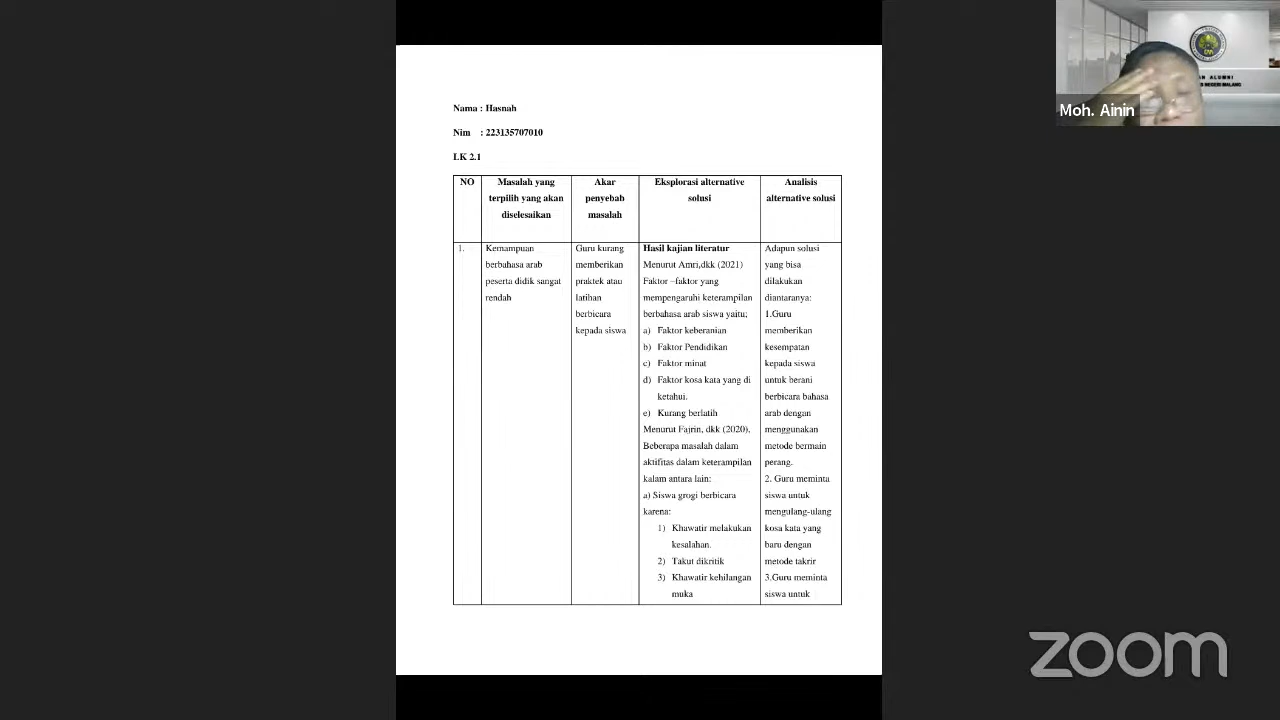 Nama : Hasnah
Nim : 223135707010
LK 2.1
NO
Masalah yang
terpilih yang akan
diselesaikan
Akar
penyebab
masalah
Eksplorasi alternative
solusi
Analisis
alternative solusi
1.
Kemampuan
berbahasa arab
peserta didik sangat
rendah
Guru kurang
memberikan
praktek atau
latihan
berbicara
kepada siswa
Hasil kajian literatur
Menurut Amri,dkk (2021)
Faktor –faktor yang
mempengaruhi keterampilan
berbahasa arab siswa yaitu;
a) Faktor keberanian
b) Faktor Pendidikan
c) Faktor minat
d) Faktor kosa kata yang di
ketahui.
e) Kurang berlatih
Menurut Fajrin, dkk (2020),
Beberapa masalah dalam
aktifitas dalam keterampilan
kalam antara lain:
a) Siswa grogi berbicara
karena:
1) Khawatir melakukan
kesalahan.
2) Takut dikritik
3) Khawatir kehilangan
muka
Adapun solusi
yang bisa
dilakukan
diantaranya:
1.Guru
memberikan
kesempatan
kepada siswa
untuk berani
berbicara bahasa
arab dengan
menggunakan
metode bermain
perang.
2. Guru meminta
siswa untuk
mengulang-ulang
kosa kata yang
baru dengan
metode takrir
3.Guru meminta
siswa untuk
ALUMNI
NEGERI MALANG
Moh. Ainin
zoom